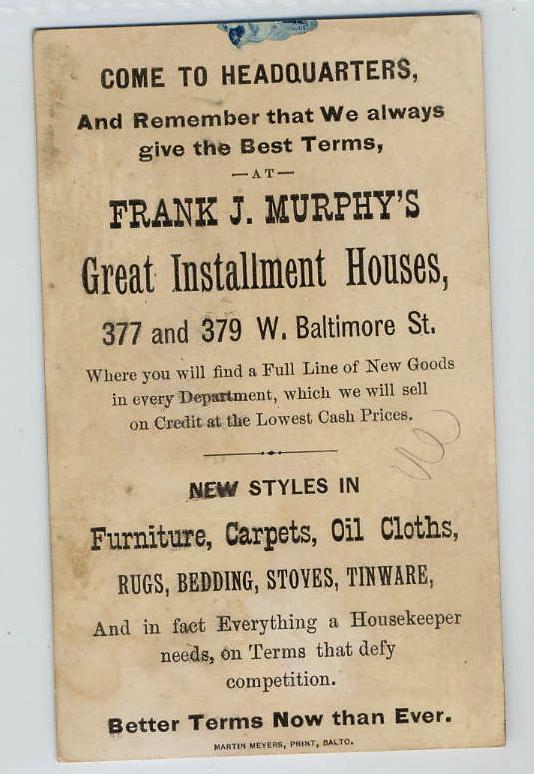 COME TO HEADQUARTERS,
And Remember that We always
give the Best Terms,
—AT—
FRANK J. MURPHY'S
Great Installment Houses,
377 and 379 W. Baltimore St.
Where you will find a Full Line of New Goods
in every Department, which we will sell
on Credit at the Lowest Cash Prices.
NEW STYLES IN
Furniture, Carpets, Oil Cloths,
RUGS, BEDDING, STOVES, TINWARE,
And in fact Everything a Housekeeper
needs, on Terms that defy
competition.
Better Terms Now than Ever.
MARTIN MEYERS, PRINT, BALTO.